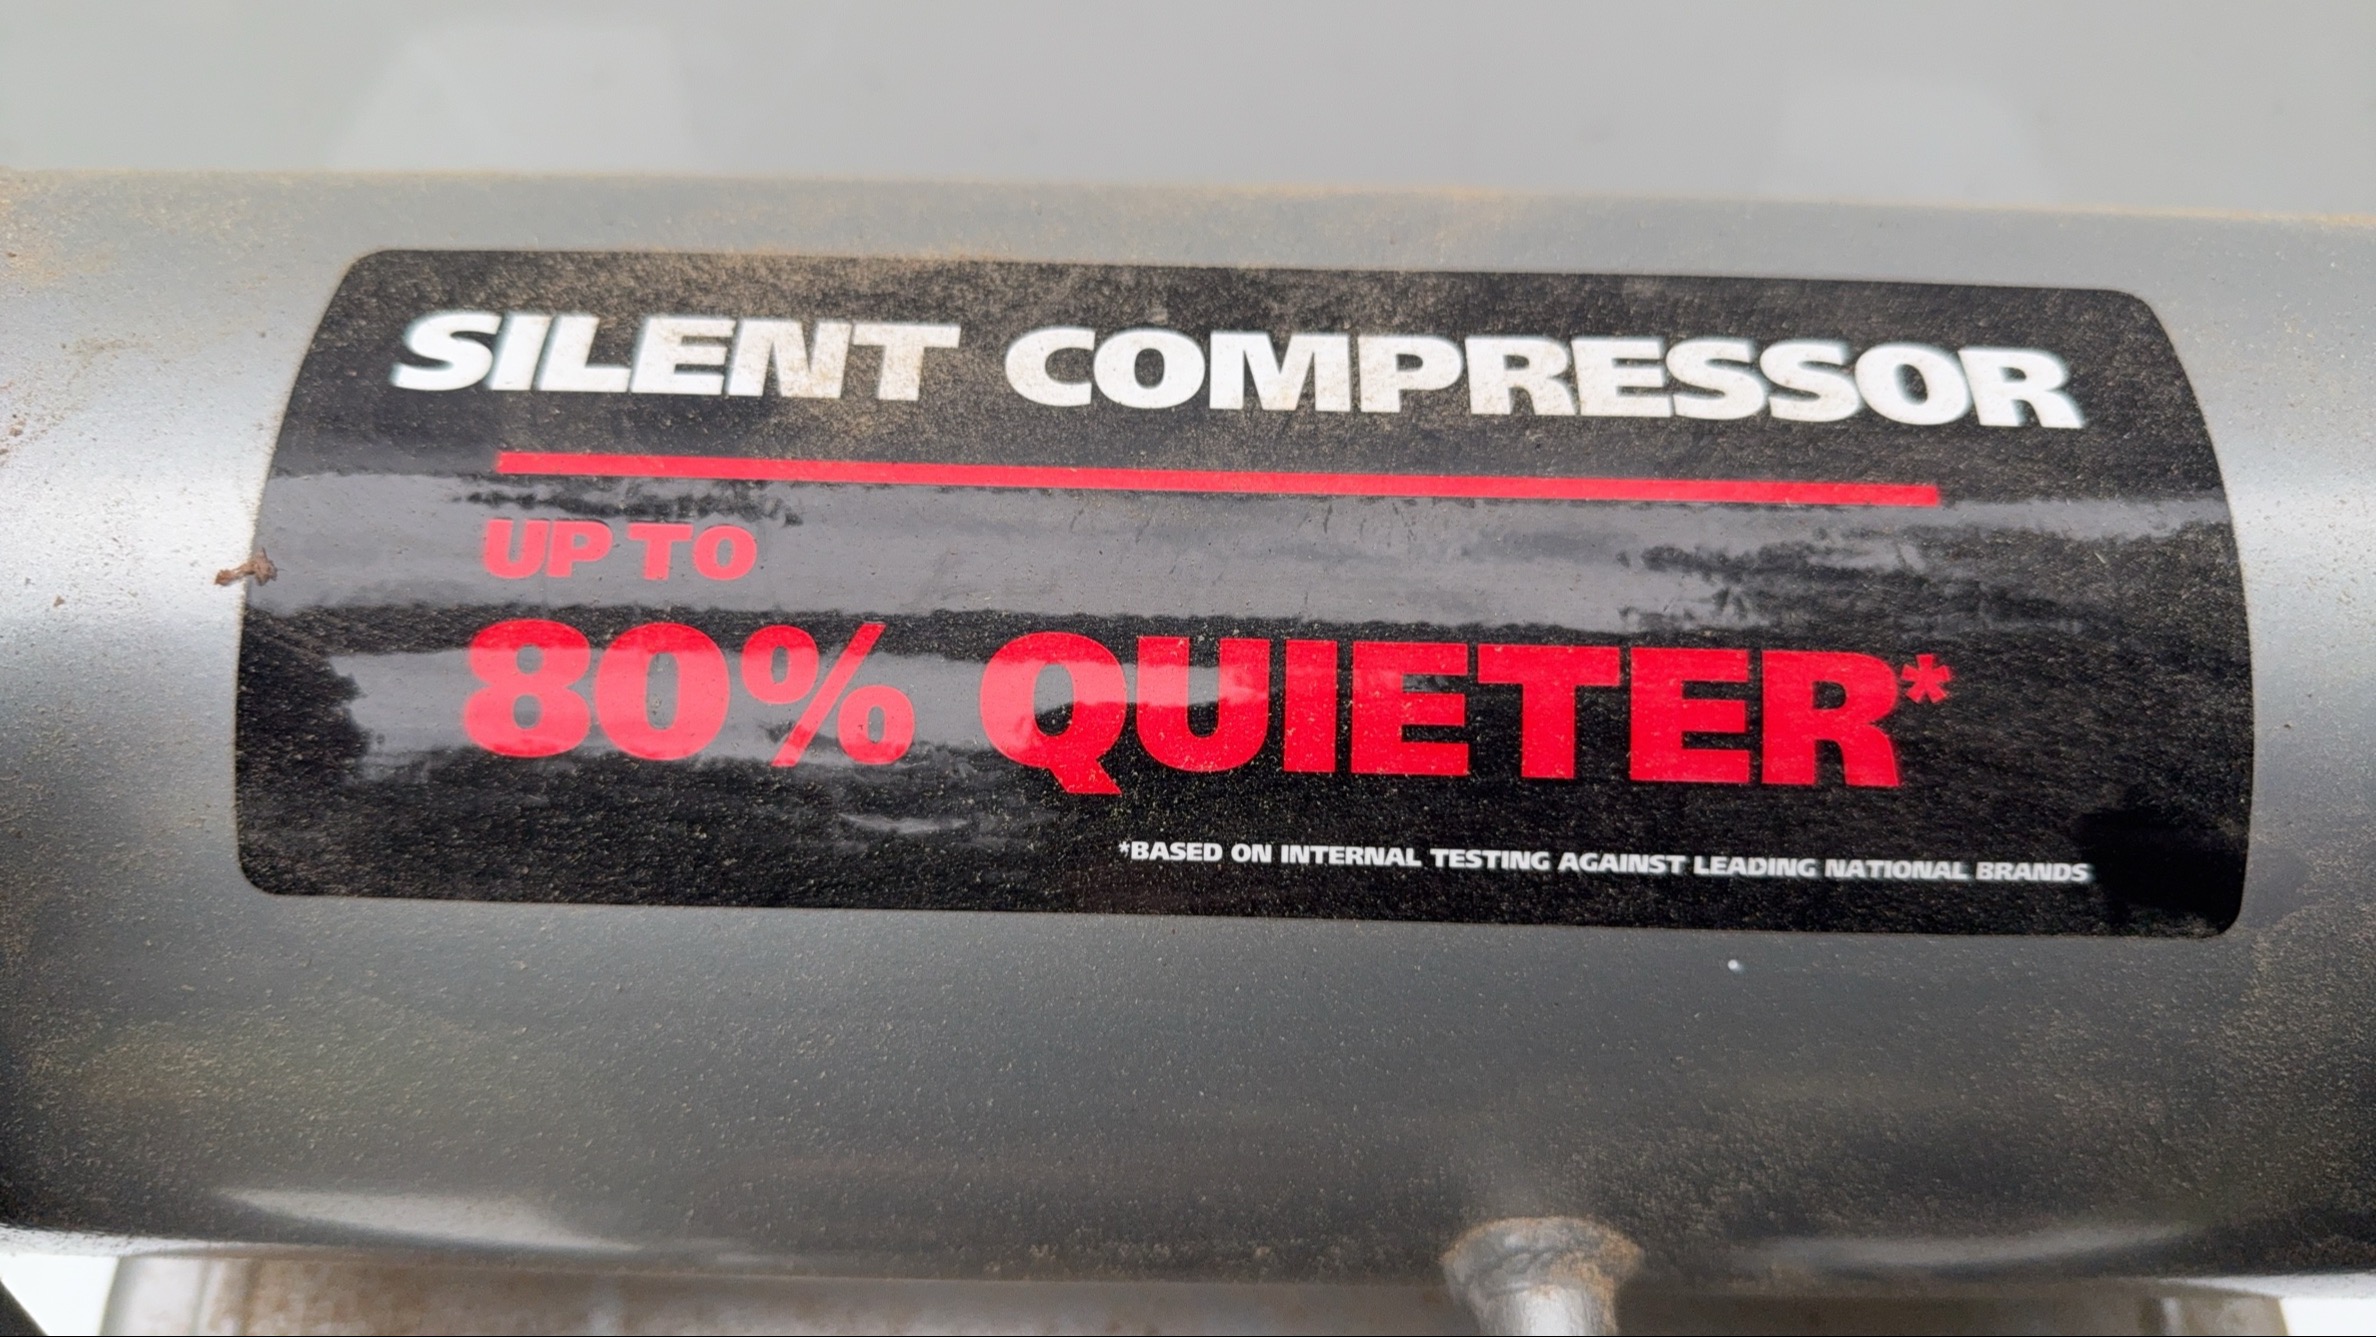 SILENT COMPRESSOR
UP TO
80% QUIETER*
*BASED ON INTERNAL TESTING AGAINST LEADING NATIONAL BRANDS